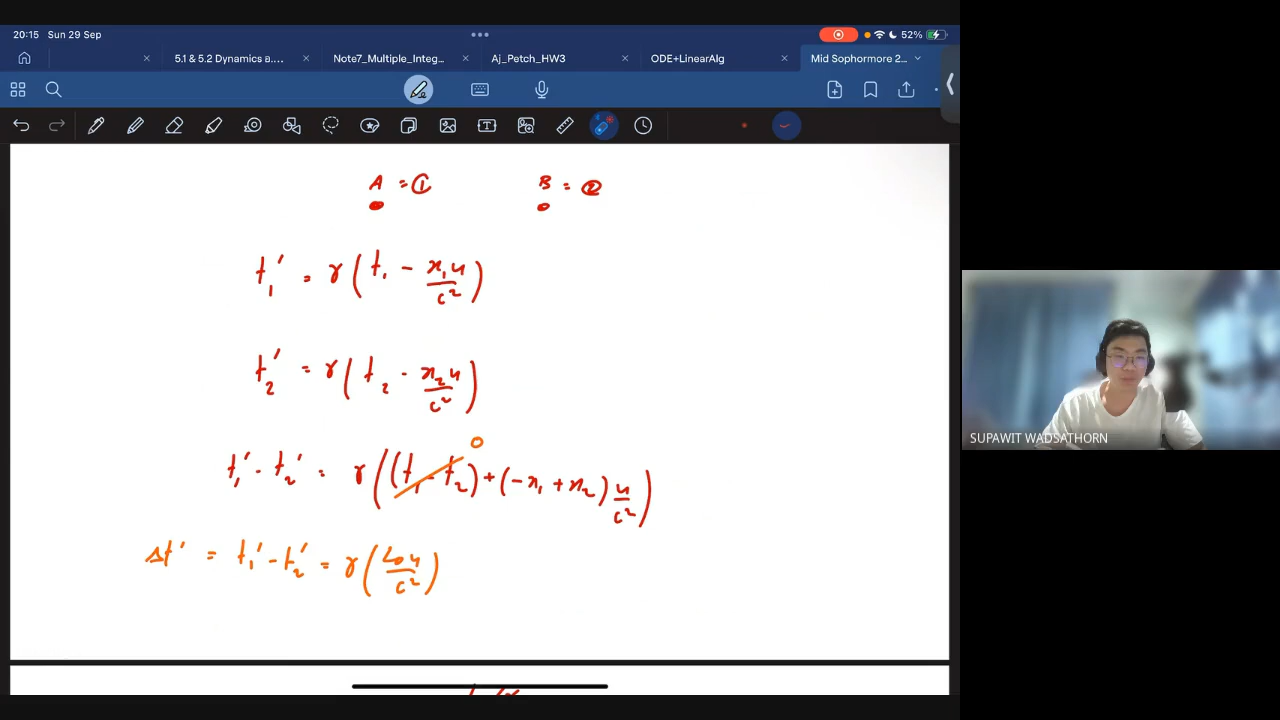 20:15 Sun 29 Sep
52%
5.1 & 5.2 Dynamics a....
Note7_Multiple_Integ...
Aj_Petch_HW3
ODE+LinearAlg
Mid Sophormore 2...
A = ① B = ②
t₁' = γ(t₁ - x₁u/c²)
t₂' = γ(t₂ - x₂u/c²)
t₁' - t₂' = γ((t₁ - t₂) + (-x₁ + x₂)u/c²)
0
Δt' = t₁' - t₂' = γ(L₀u/c²)
SUPAWIT WADSATHORN